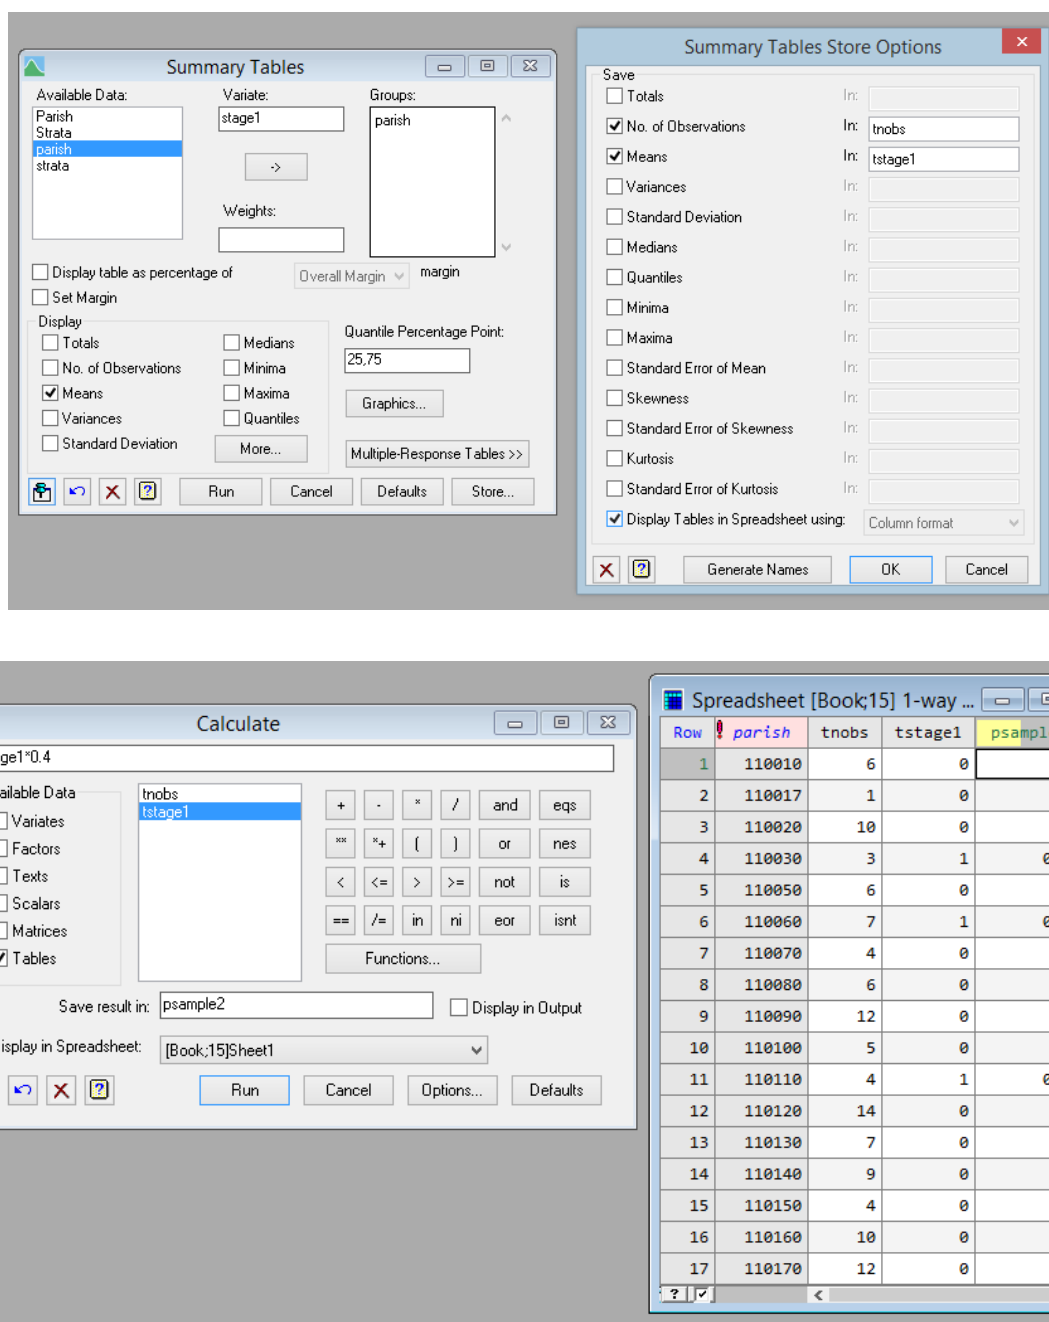 Summary Tables
Available Data:
Variate:
Groups:
Parish
Strata
parish
strata
stage1
parish
->
Weights:
Display table as percentage of
Overall Margin
margin
Set Margin
Display
Totals
Medians
No. of Observations
Minima
Means
Maxima
Variances
Quantiles
Standard Deviation
More...
Quantile Percentage Point:
25,75
Graphics...
Multiple-Response Tables >>
Run
Cancel
Defaults
Store...
Summary Tables Store Options
Save
Totals In:
No. of Observations In: tnobs
Means In: tstage1
Variances In:
Standard Deviation In:
Medians In:
Quantiles In:
Minima In:
Maxima In:
Standard Error of Mean In:
Skewness In:
Standard Error of Skewness In:
Kurtosis In:
Standard Error of Kurtosis In:
Display Tables in Spreadsheet using: Column format
Generate Names
OK
Cancel
Calculate
ge1*0.4
ailable Data
Variates
Factors
Texts
Scalars
Matrices
Tables
tnobs
tstage1
+ - * / and eqs
** *+ ( ) or nes
< <= > >= not is
== /= in ni eor isnt
Functions...
Save result in: psample2
Display in Output
isplay in Spreadsheet: [Book;15]Sheet1
Run
Cancel
Options...
Defaults
Spreadsheet [Book;15] 1-way ...
Row ! parish tnobs tstage1 psampl
1 110010 6 0
2 110017 1 0
3 110020 10 0
4 110030 3 1 0
5 110050 6 0
6 110060 7 1 0
7 110070 4 0
8 110080 6 0
9 110090 12 0
10 110100 5 0
11 110110 4 1 0
12 110120 14 0
13 110130 7 0
14 110140 9 0
15 110150 4 0
16 110160 10 0
17 110170 12 0